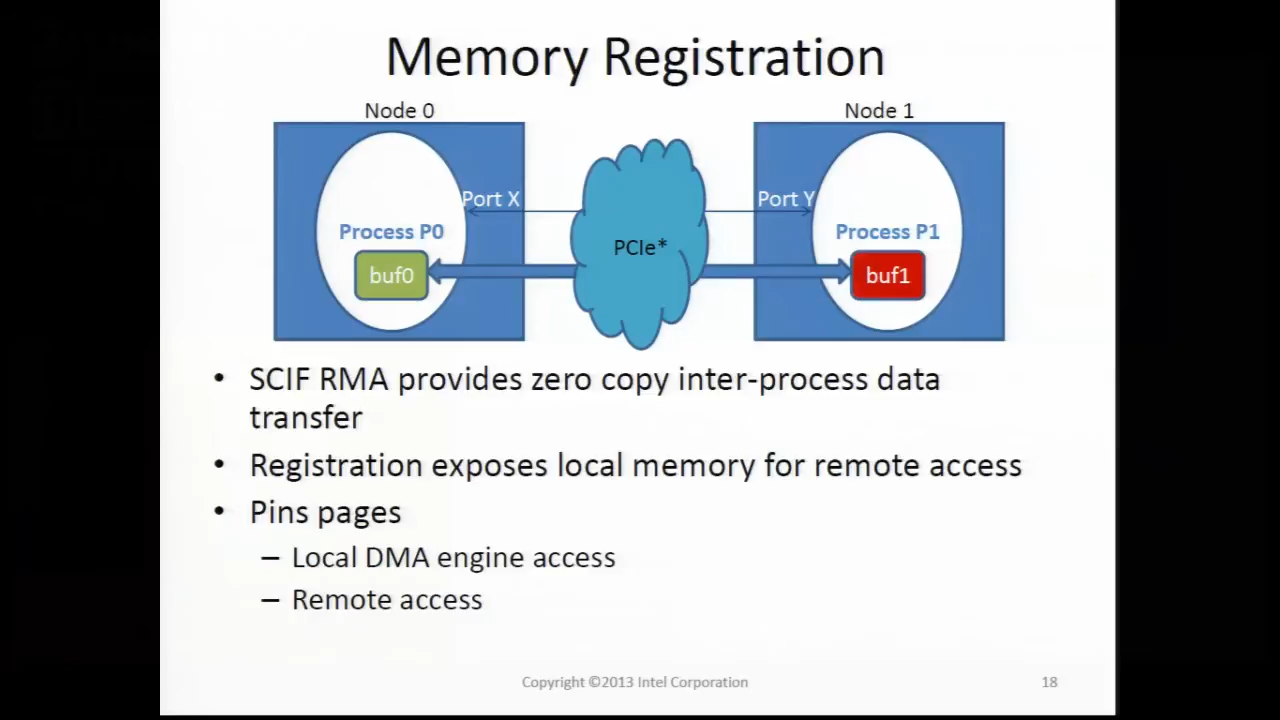 Memory Registration
Node 0
Node 1
Port X
Port Y
Process P0
PCIe*
Process P1
buf0
buf1
• SCIF RMA provides zero copy inter-process data
transfer
• Registration exposes local memory for remote access
• Pins pages
– Local DMA engine access
– Remote access
Copyright ©2013 Intel Corporation
18